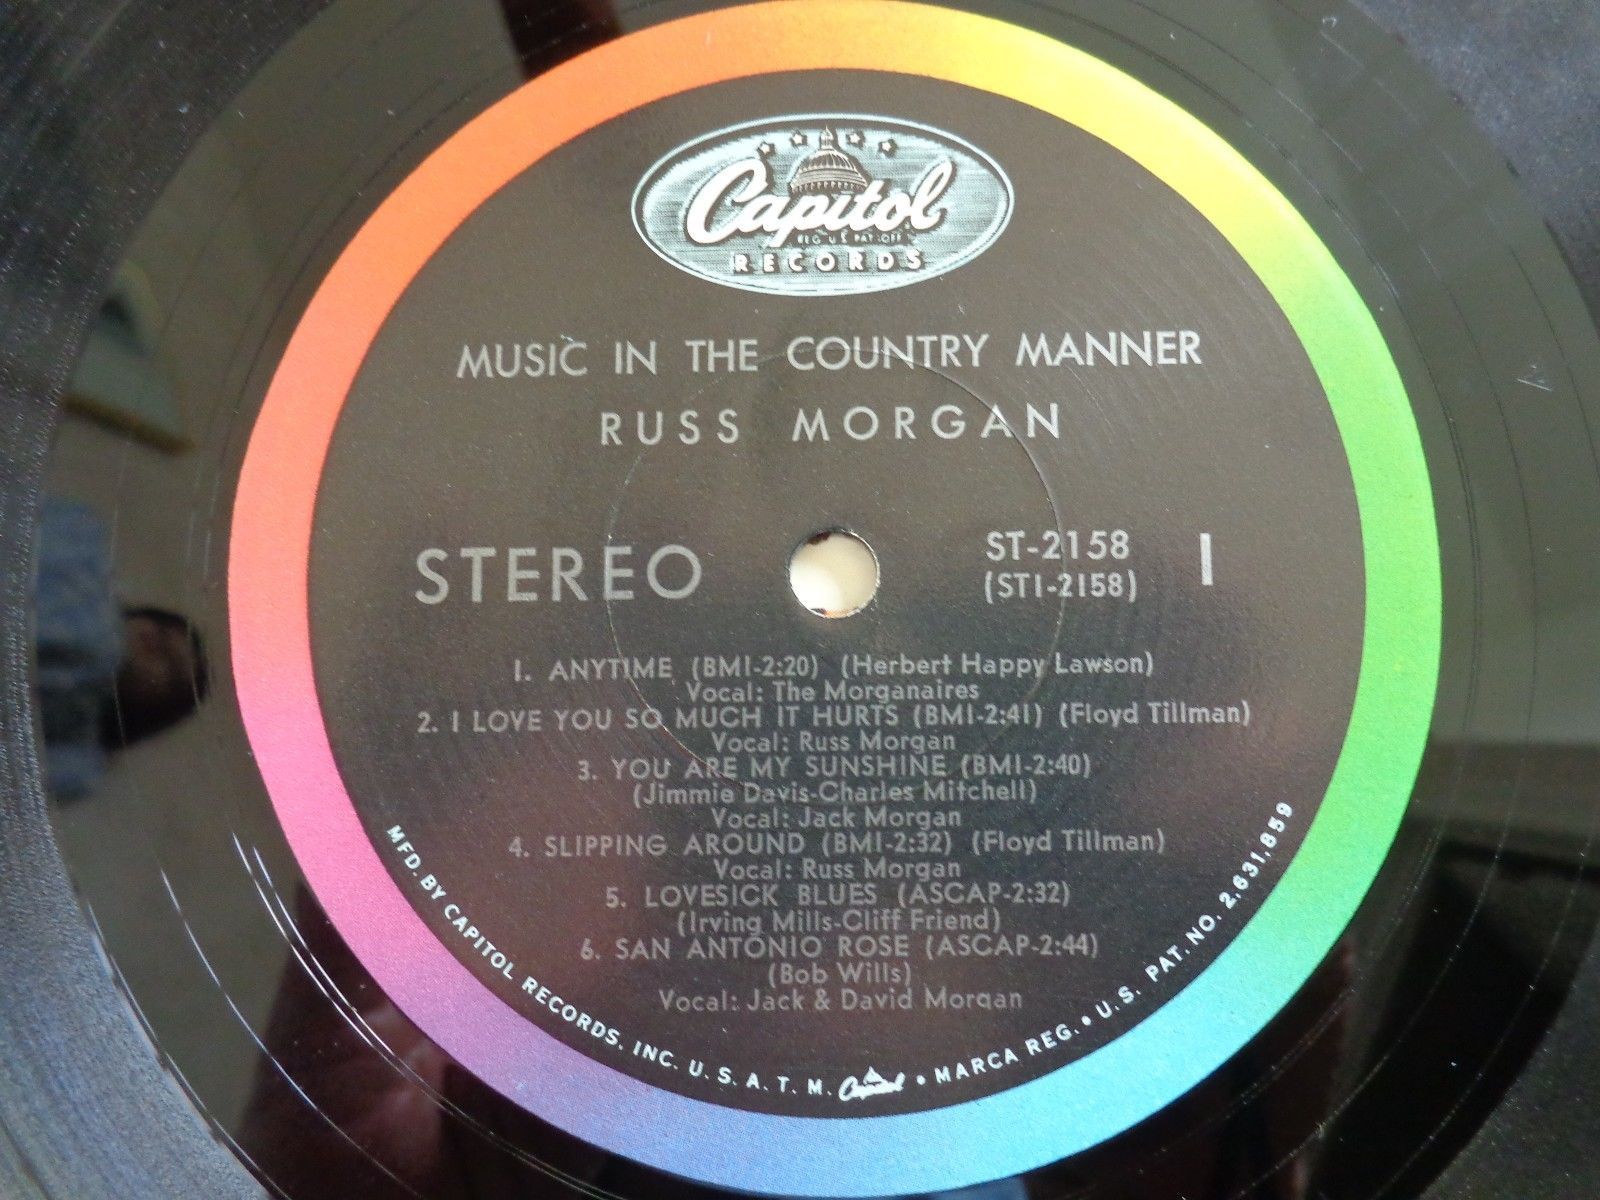 Capitol
REG. U.S. PAT. OFF.
RECORDS
MUSIC IN THE COUNTRY MANNER
RUSS MORGAN
STEREO
ST-2158
(ST1-2158)
1
1. ANYTIME (BMI-2:20) (Herbert Happy Lawson)
Vocal: The Morganaires
2. I LOVE YOU SO MUCH IT HURTS (BMI-2:41) (Floyd Tillman)
Vocal: Russ Morgan
3. YOU ARE MY SUNSHINE (BMI-2:40)
(Jimmie Davis-Charles Mitchell)
Vocal: Jack Morgan
4. SLIPPING AROUND (BMI-2:32) (Floyd Tillman)
Vocal: Russ Morgan
5. LOVESICK BLUES (ASCAP-2:32)
(Irving Mills-Cliff Friend)
6. SAN ANTONIO ROSE (ASCAP-2:44)
(Bob Wills)
Vocal: Jack & David Morgan
MFD. BY CAPITOL RECORDS, INC. U.S.A. T.M. Capitol • MARCA REG. • U.S. PAT. NO. 2,631,859